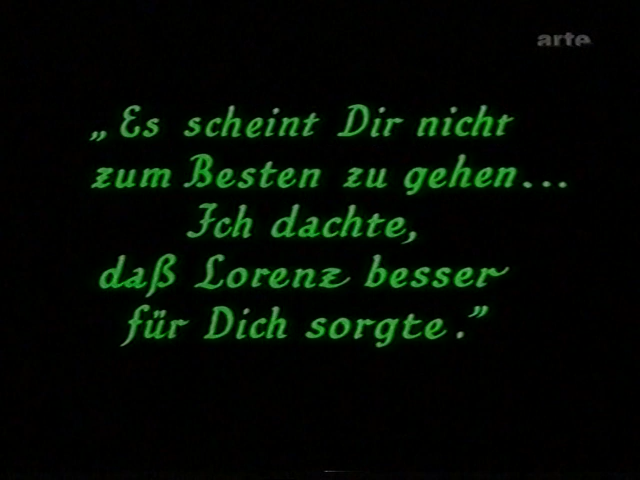 arte
„Es scheint Dir nicht
zum Besten zu gehen...
Ich dachte,
daß Lorenz besser
für Dich sorgte.”